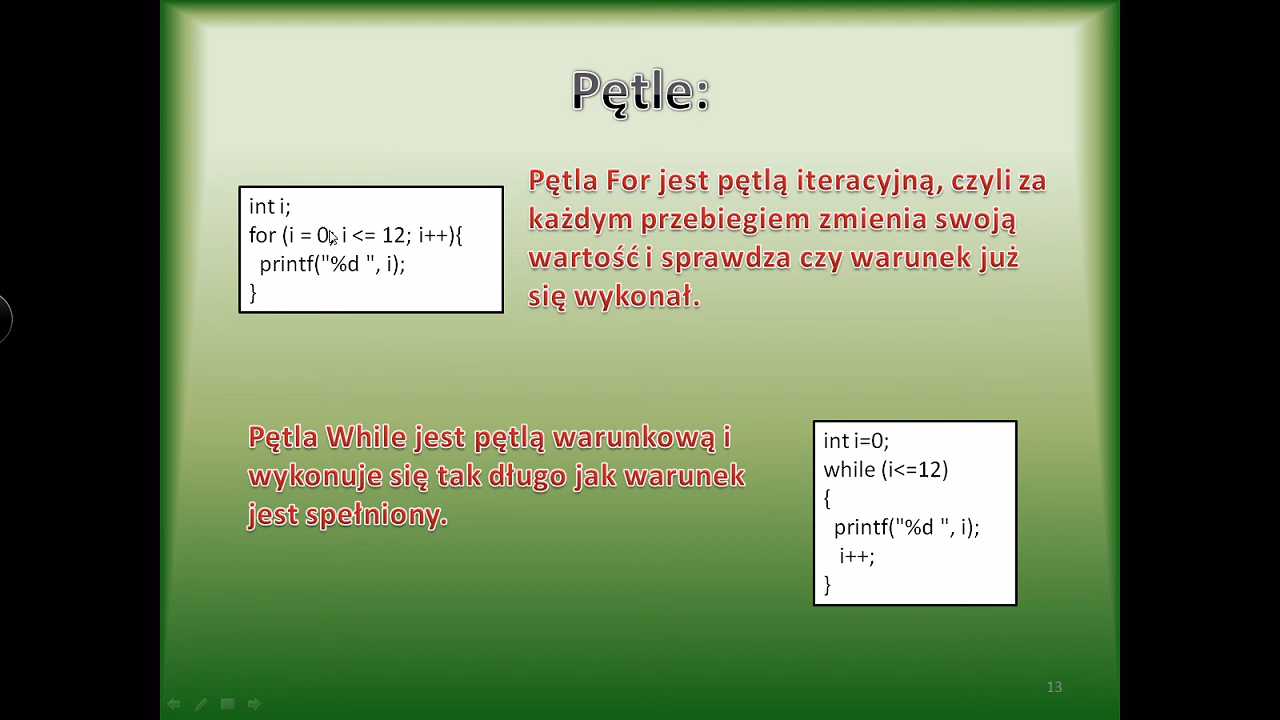 Pętle:
int i;
for (i = 0; i <= 12; i++){
printf("%d ", i);
}
Pętla For jest pętlą iteracyjną, czyli za
każdym przebiegiem zmienia swoją
wartość i sprawdza czy warunek już
się wykonał.
Pętla While jest pętlą warunkową i
wykonuje się tak długo jak warunek
jest spełniony.
int i=0;
while (i<=12)
{
printf("%d ", i);
i++;
}
13